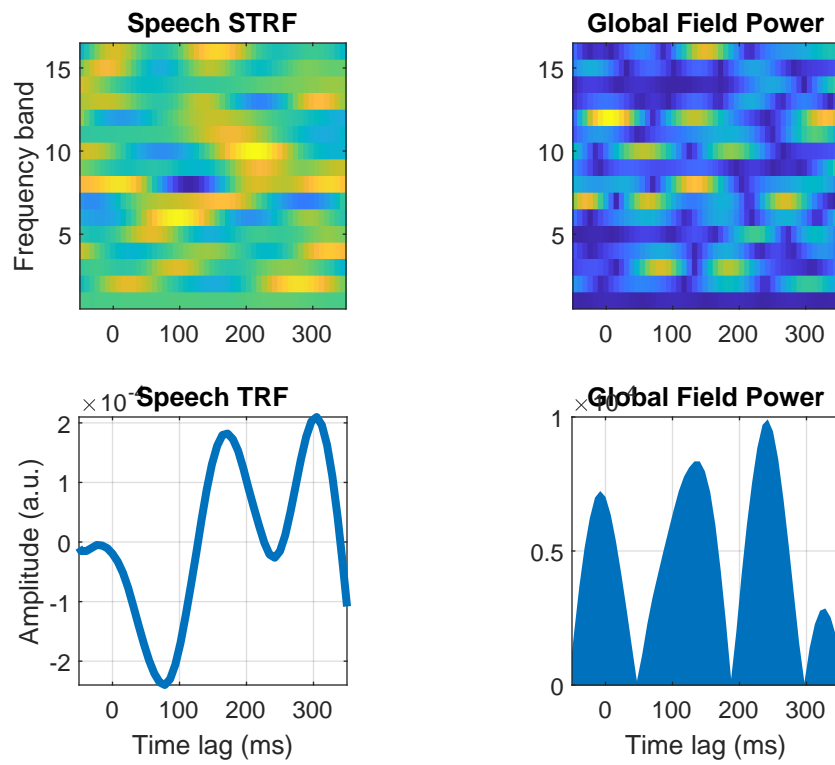 Speech STRF
Global Field Power
Frequency band
15
10
5
0 100 200 300
15
10
5
0 100 200 300
Speech TRF
Global Field Power
× 10^-4
Amplitude (a.u.)
2
1
0
-1
-2
0 100 200 300
Time lag (ms)
1
0.5
0
0 100 200 300
Time lag (ms)